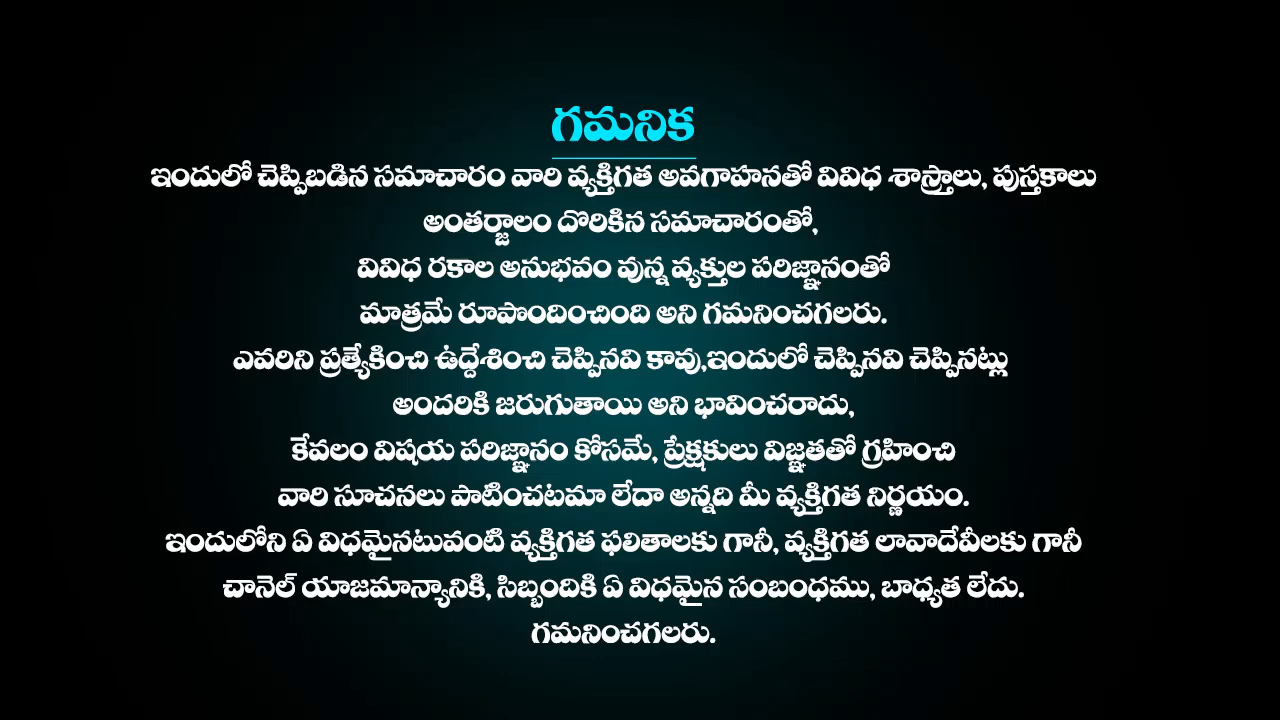 గమనిక
ఇందులో చెప్పిబడిన సమాచారం వారి వ్యక్తిగత అవగాహనతో వివిధ శాస్త్రాలు, పుస్తకాలు
అంతర్జాలం దొరికిన సమాచారంతో,
వివిధ రకాల అనుభవం వున్న వ్యక్తుల పరిజ్ఞానంతో
మాత్రమే రూపొందించింది అని గమనించగలరు.
ఎవరిని ప్రత్యేకించి ఉద్దేశించి చెప్పినవి కావు,ఇందులో చెప్పినవి చెప్పినట్లు
అందరికి జరుగుతాయి అని భావించరాదు,
కేవలం విషయ పరిజ్ఞానం కోసమే, ప్రేక్షకులు విజ్ఞతతో గ్రహించి
వారి సూచనలు పాటించటమా లేదా అన్నది మీ వ్యక్తిగత నిర్ణయం.
ఇందులోని ఏ విధమైనటువంటి వ్యక్తిగత ఫలితాలకు గానీ, వ్యక్తిగత లావాదేవీలకు గానీ
చానెల్ యాజమాన్యానికి, సిబ్బందికి ఏ విధమైన సంబంధము, బాధ్యత లేదు.
గమనించగలరు.